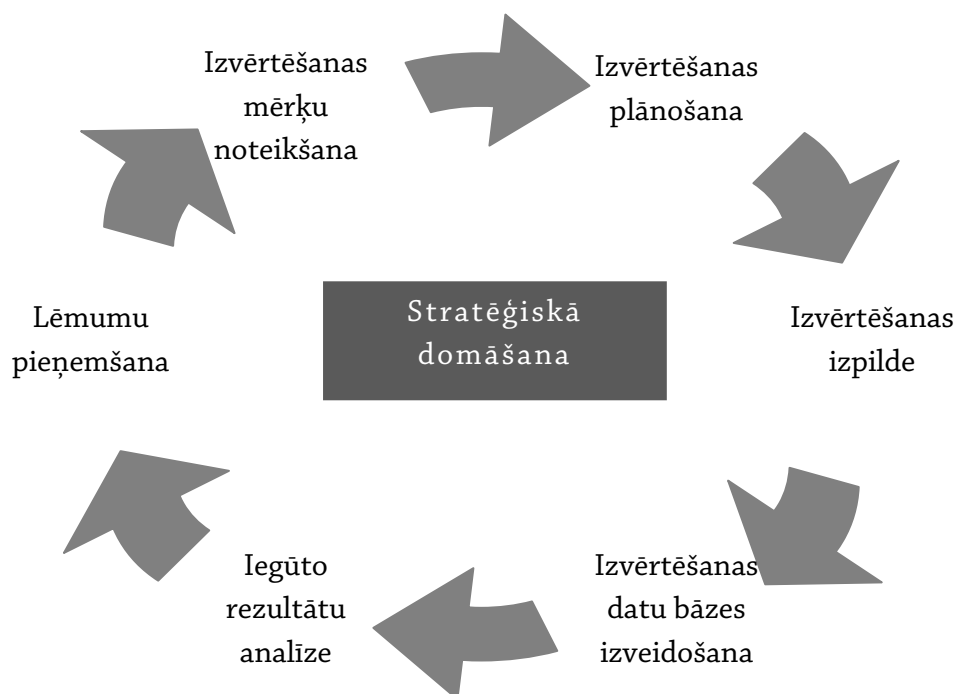 Izvērtēšanas
mērķu
noteikšana
Izvērtēšanas
plānošana
Izvērtēšanas
izpilde
Izvērtēšanas
datu bāzes
izveidošana
Iegūto
rezultātu
analīze
Lēmumu
pieņemšana
Stratēģiskā
domāšana